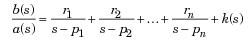 b(s)/a(s) = r₁/(s − p₁) + r₂/(s − p₂) + … + rₙ/(s − pₙ) + k(s)